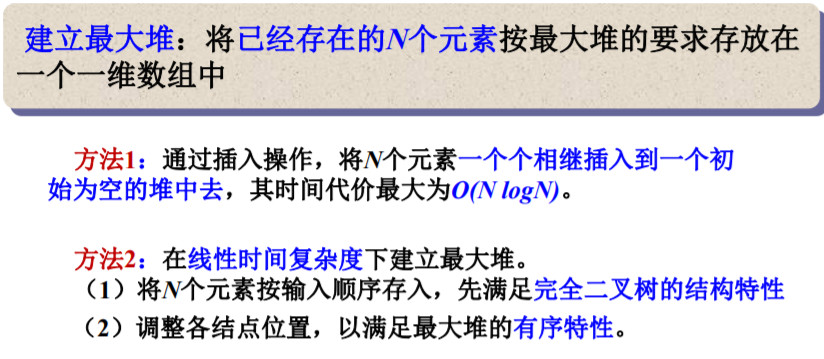 建立最大堆：将已经存在的N个元素按最大堆的要求存放在
一个一维数组中
方法1：通过插入操作，将N个元素一个个相继插入到一个初
始为空的堆中去，其时间代价最大为O(N logN)。
方法2：在线性时间复杂度下建立最大堆。
（1）将N个元素按输入顺序存入，先满足完全二叉树的结构特性
（2）调整各结点位置，以满足最大堆的有序特性。